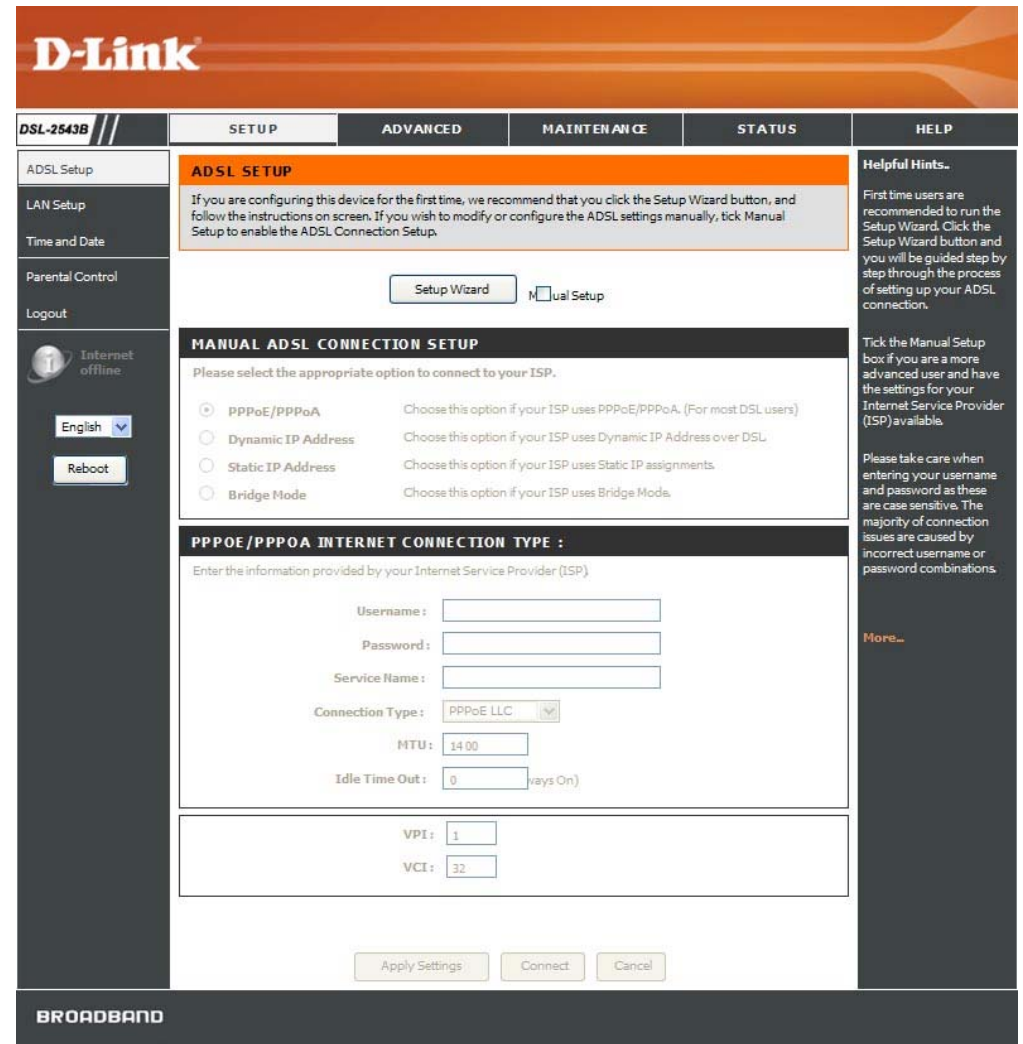 D-Link
DSL-2543B
SETUP
ADVANCED
MAINTENANCE
STATUS
HELP
ADSL Setup
LAN Setup
Time and Date
Parental Control
Logout
Internet
offline
English
Reboot
ADSL SETUP
If you are configuring this device for the first time, we recommend that you click the Setup Wizard button, and
follow the instructions on screen. If you wish to modify or configure the ADSL settings manually, tick Manual
Setup to enable the ADSL Connection Setup.
Setup Wizard
M ual Setup
MANUAL ADSL CONNECTION SETUP
Please select the appropriate option to connect to your ISP.
PPPoE/PPPoA Choose this option if your ISP uses PPPoE/PPPoA. (For most DSL users)
Dynamic IP Address Choose this option if your ISP uses Dynamic IP Address over DSL.
Static IP Address Choose this option if your ISP uses Static IP assignments.
Bridge Mode Choose this option if your ISP uses Bridge Mode.
PPPOE/PPPOA INTERNET CONNECTION TYPE :
Enter the information provided by your Internet Service Provider (ISP).
Username :
Password :
Service Name :
Connection Type : PPPoE LLC
MTU : 1400
Idle Time Out : 0 ways On)
VPI : 1
VCI : 32
Apply Settings
Connect
Cancel
Helpful Hints..
First time users are
recommended to run the
Setup Wizard. Click the
Setup Wizard button and
you will be guided step by
step through the process
of setting up your ADSL
connection.
Tick the Manual Setup
box if you are a more
advanced user and have
the settings for your
Internet Service Provider
(ISP) available.
Please take care when
entering your username
and password as these
are case sensitive. The
majority of connection
issues are caused by
incorrect username or
password combinations.
More...
BROADBAND